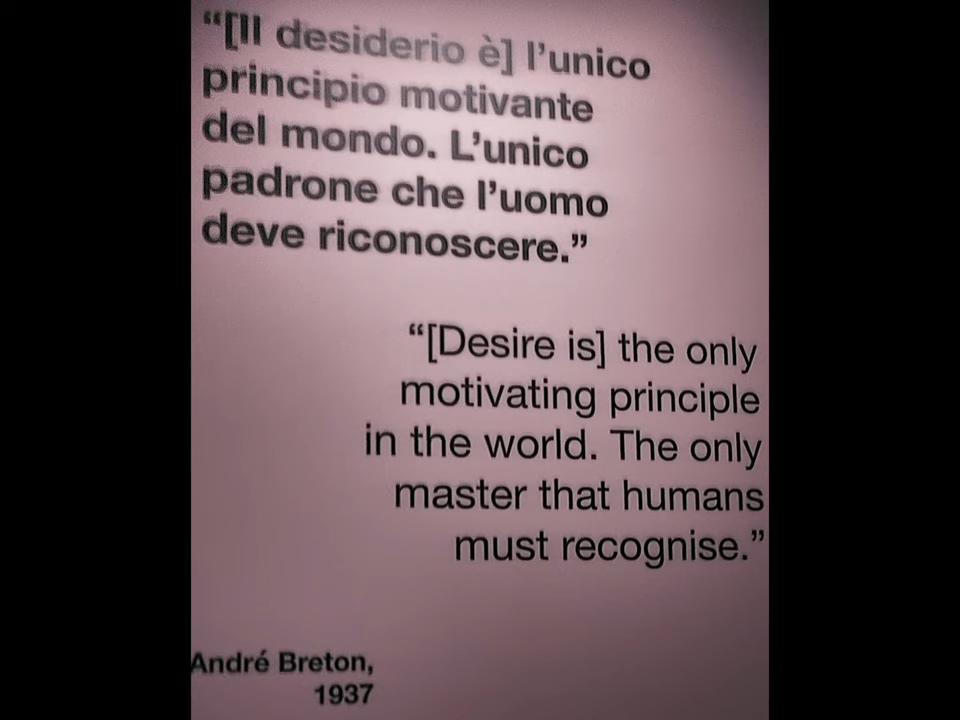 “[Il desiderio è] l’unico
principio motivante
del mondo. L’unico
padrone che l’uomo
deve riconoscere.”
“[Desire is] the only
motivating principle
in the world. The only
master that humans
must recognise.”
André Breton,
1937